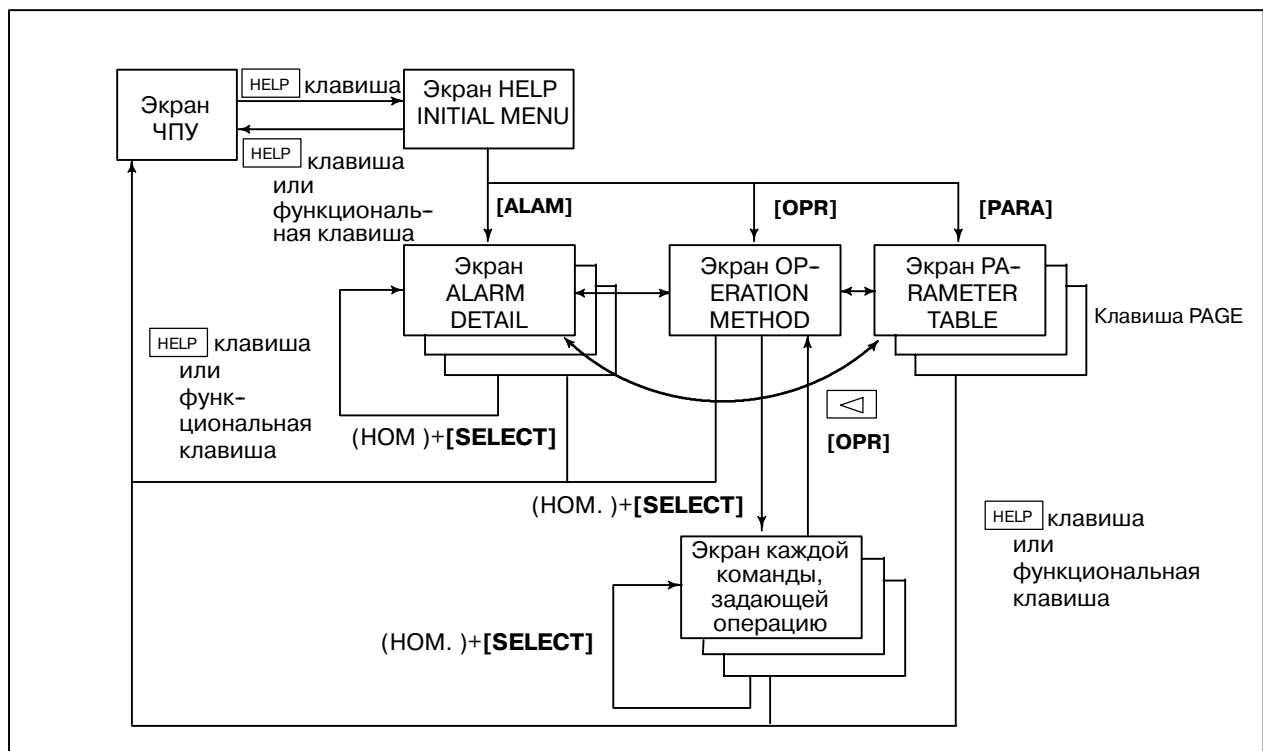 Экран
ЧПУ
HELP клавиша
Экран HELP
INITIAL MENU
HELP клавиша
или
функциональ-
ная клавиша
[ALAM]
[OPR]
[PARA]
Экран
ALARM
DETAIL
Экран OP-
ERATION
METHOD
Экран PA-
RAMETER
TABLE
Клавиша PAGE
HELP клавиша
или
функ-
циональная
клавиша
(НОМ )+[SELECT]
[OPR]
(НОМ. )+[SELECT]
HELP клавиша
или
функциональная
клавиша
Экран каждой
команды,
задающей
операцию
(НОМ. )+[SELECT]